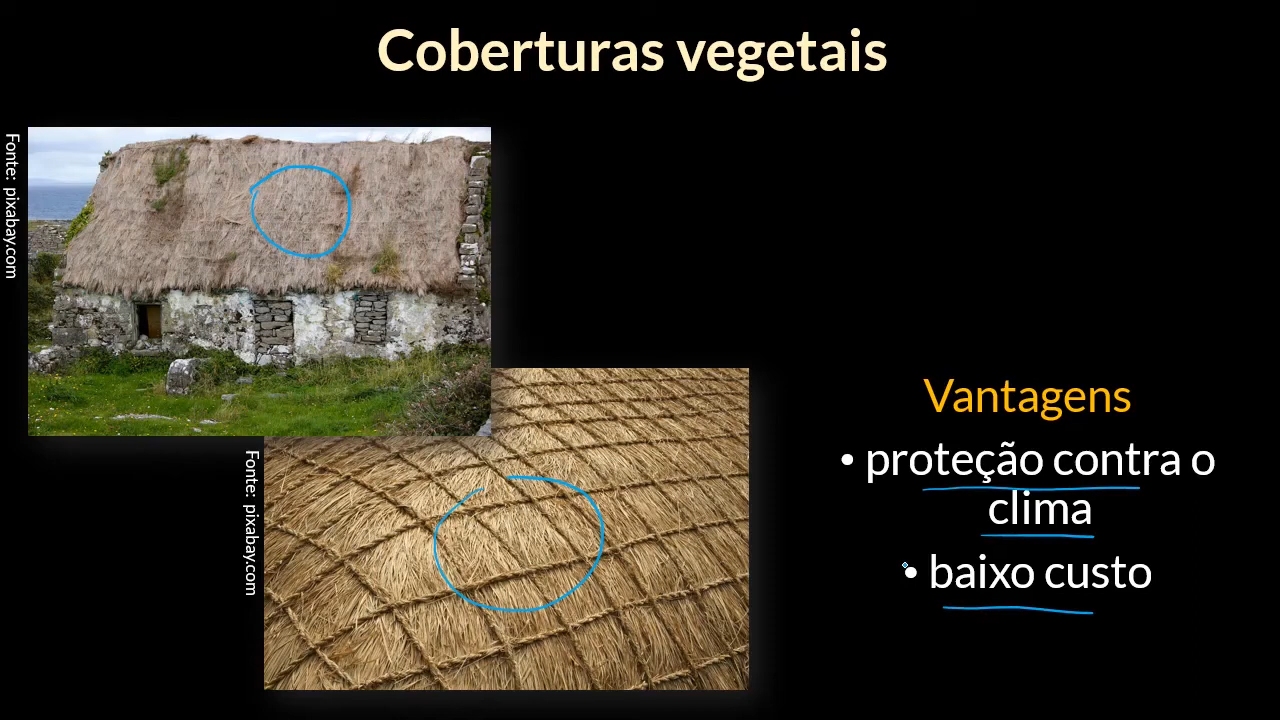 Coberturas vegetais
Fonte: pixabay.com
Fonte: pixabay.com
Vantagens
• proteção contra o
clima
• baixo custo